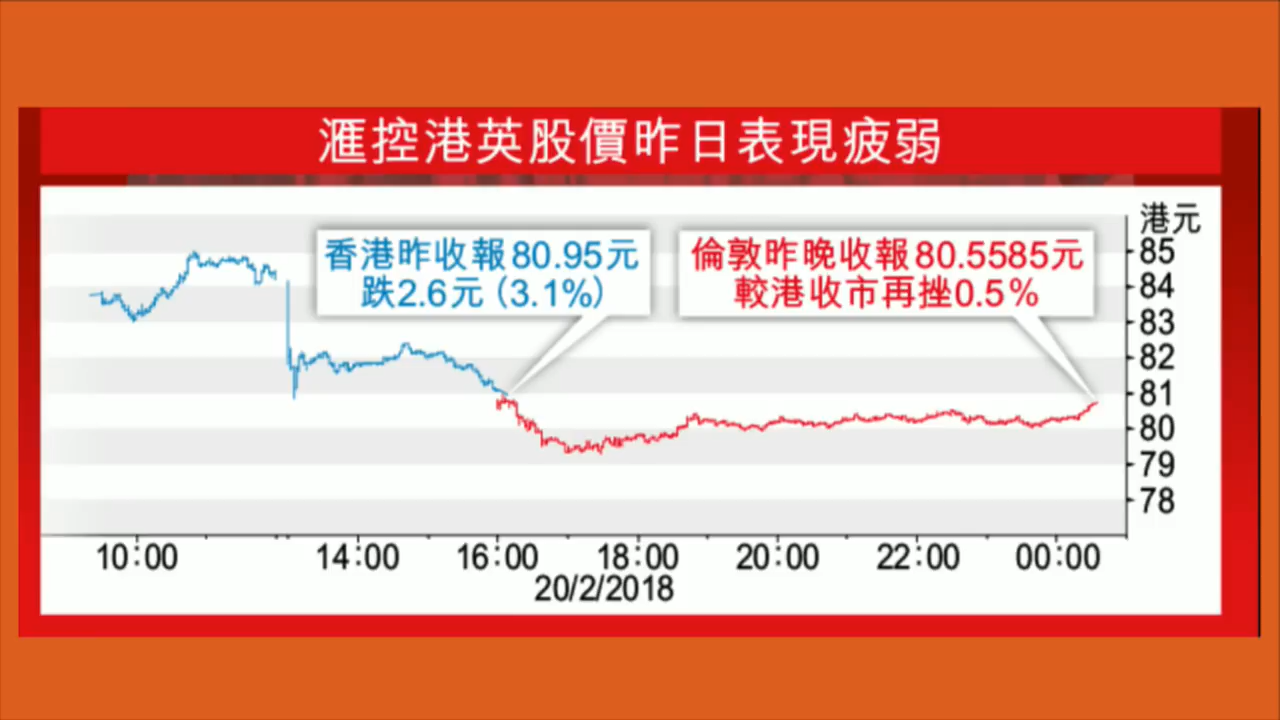 滙控港英股價昨日表現疲弱
港元
香港昨收報80.95元
跌2.6元(3.1%)
倫敦昨晚收報80.5585元
較港收市再挫0.5%
85
84
83
82
81
80
79
78
10:00 14:00 16:00 18:00 20:00 22:00 00:00
20/2/2018